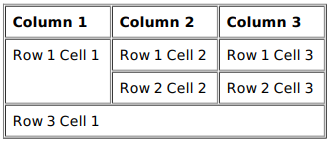 Column 1 Column 2 Column 3
Row 1 Cell 1 Row 1 Cell 2 Row 1 Cell 3
Row 2 Cell 2 Row 2 Cell 3
Row 3 Cell 1